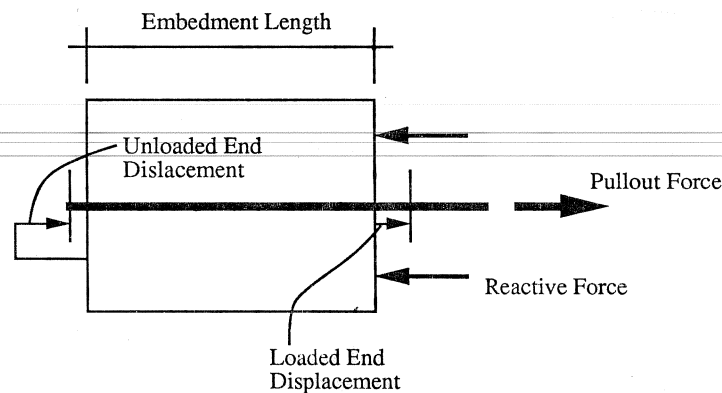 Embedment Length
Unloaded End
Dislacement
Pullout Force
Reactive Force
Loaded End
Displacement